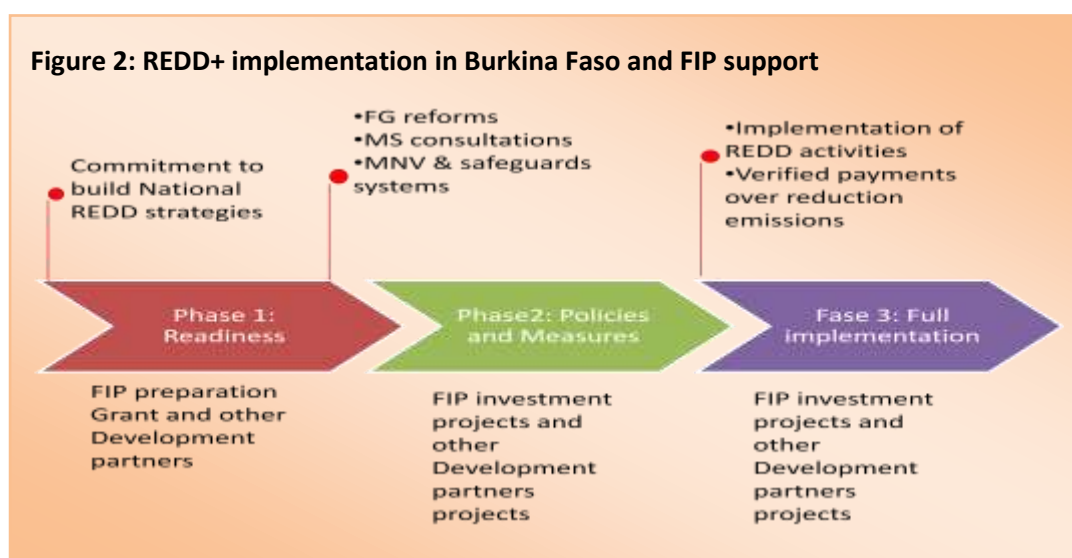 Figure 2: REDD+ implementation in Burkina Faso and FIP support
Commitment to
build National
REDD strategies
•FG reforms
•MS consultations
•MNV & safeguards
systems
•Implementation of
REDD activities
•Verified payments
over reduction
emissions
Phase 1:
Readiness
Phase2: Policies
and Measures
Fase 3: Full
implementation
FIP preparation
Grant and other
Development
partners
FIP investment
projects and
other
Development
partners
projects
FIP investment
projects and
other
Development
partners
projects